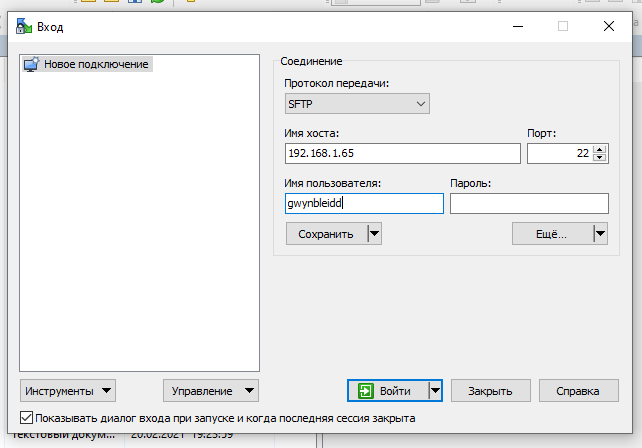 Вход
Новое подключение
Соединение
Протокол передачи:
SFTP
Имя хоста:
Порт:
192.168.1.65
22
Имя пользователя:
Пароль:
gwynbleidd
Сохранить
Ещё...
Инструменты
Управление
Войти
Закрыть
Справка
Показывать диалог входа при запуске и когда последняя сессия закрыта
Текстовый докум... 20.02.2021 19:23:59